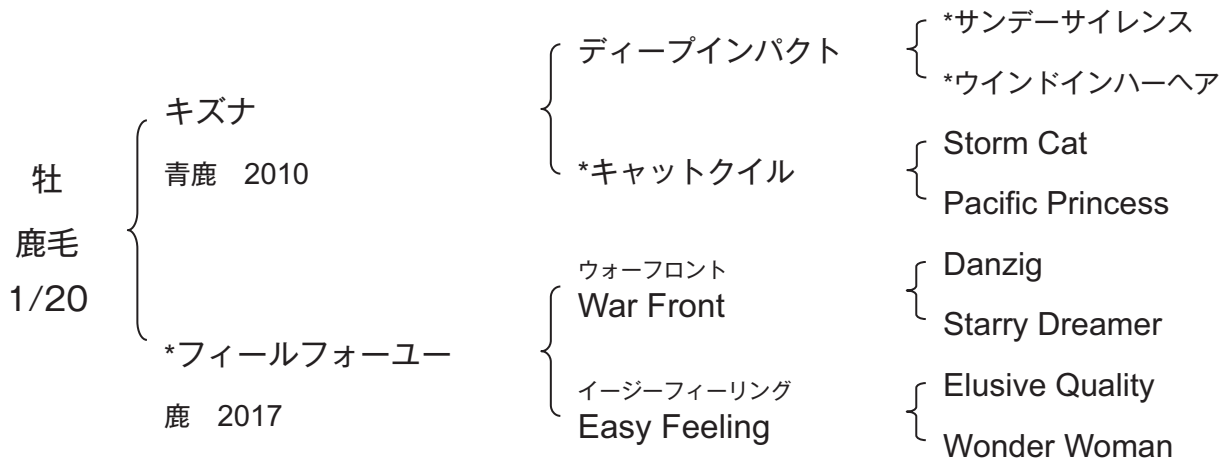 牡
鹿毛
1/20
キズナ
青鹿 2010
*フィールフォーユー
鹿 2017
ディープインパクト
*キャットクイル
ウォーフロント
War Front
イージーフィーリング
Easy Feeling
*サンデーサイレンス
*ウインドインハーヘア
Storm Cat
Pacific Princess
Danzig
Starry Dreamer
Elusive Quality
Wonder Woman